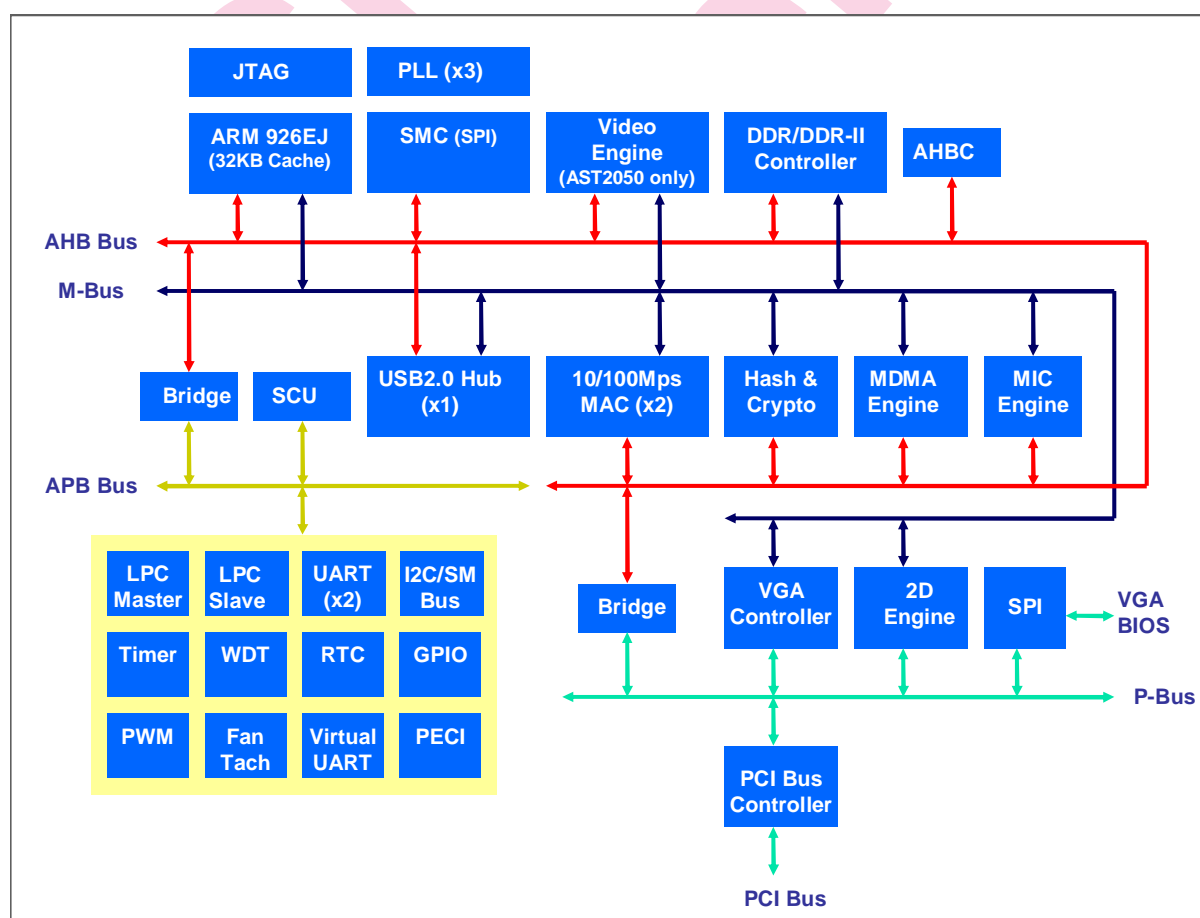 JTAG
PLL (x3)
ARM 926EJ
(32KB Cache)
SMC (SPI)
Video
Engine
(AST2050 only)
DDR/DDR-II
Controller
AHBC
AHB Bus
M-Bus
Bridge
SCU
USB2.0 Hub
(x1)
10/100Mps
MAC (x2)
Hash &
Crypto
MDMA
Engine
MIC
Engine
APB Bus
LPC
Master
LPC
Slave
UART
(x2)
I2C/SM
Bus
Timer
WDT
RTC
GPIO
PWM
Fan
Tach
Virtual
UART
PECI
Bridge
VGA
Controller
2D
Engine
SPI
VGA
BIOS
P-Bus
PCI Bus
Controller
PCI Bus